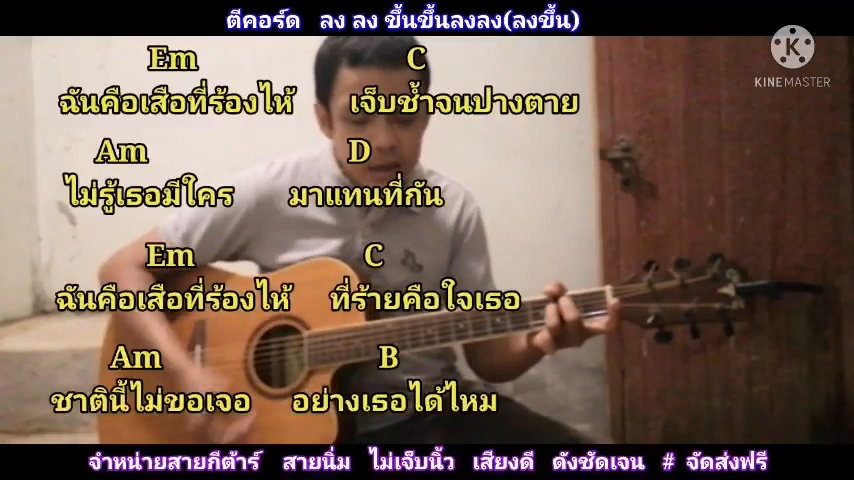 ตีคอร์ด ลง ลง ขึ้นขึ้นลงลง(ลงขึ้น)
K
KINEMASTER
Em C
ฉันคือเสือที่ร้องไห้ เจ็บช้ำจนปางตาย
Am D
ไม่รู้เธอมีใคร มาแทนที่กัน
Em C
ฉันคือเสือที่ร้องไห้ ที่ร้ายคือใจเธอ
Am B
ชาตินี้ไม่ขอเจอ อย่างเธอได้ไหม
จำหน่ายสายกีต้าร์ สายนิ่ม ไม่เจ็บนิ้ว เสียงดี ดังชัดเจน # จัดส่งฟรี